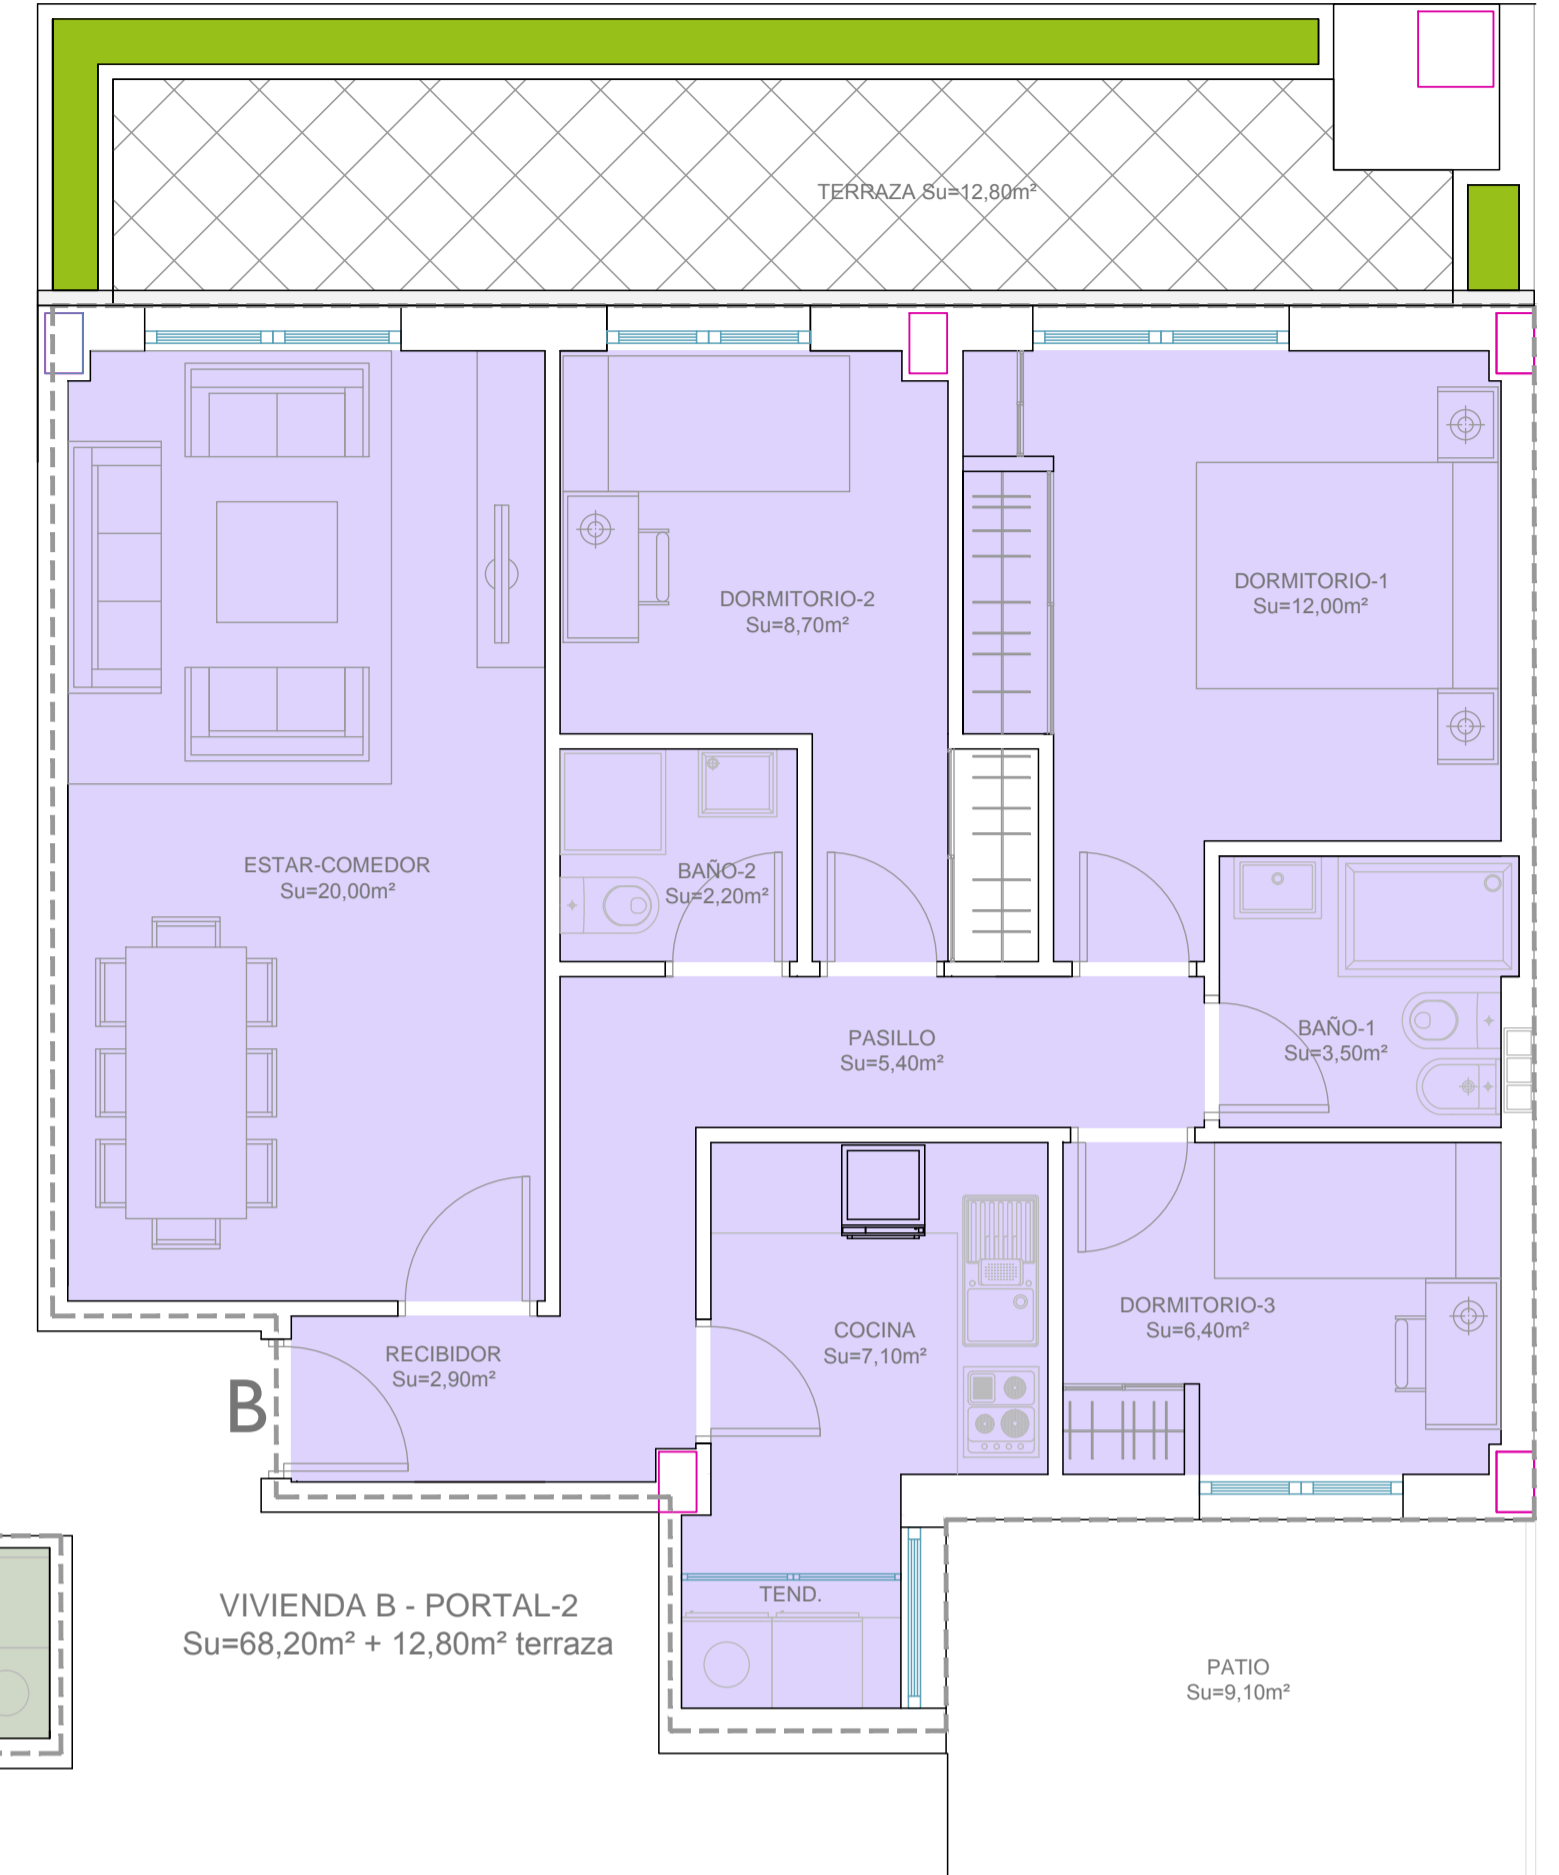 TERRAZA Su=12,80m²
DORMITORIO-1
Su=12,00m²
DORMITORIO-2
Su=8,70m²
ESTAR-COMEDOR
Su=20,00m²
BAÑO-2
Su=2,20m²
PASILLO
Su=5,40m²
BAÑO-1
Su=3,50m²
DORMITORIO-3
Su=6,40m²
COCINA
Su=7,10m²
RECIBIDOR
Su=2,90m²
B
TEND.
VIVIENDA B - PORTAL-2
Su=68,20m² + 12,80m² terraza
PATIO
Su=9,10m²